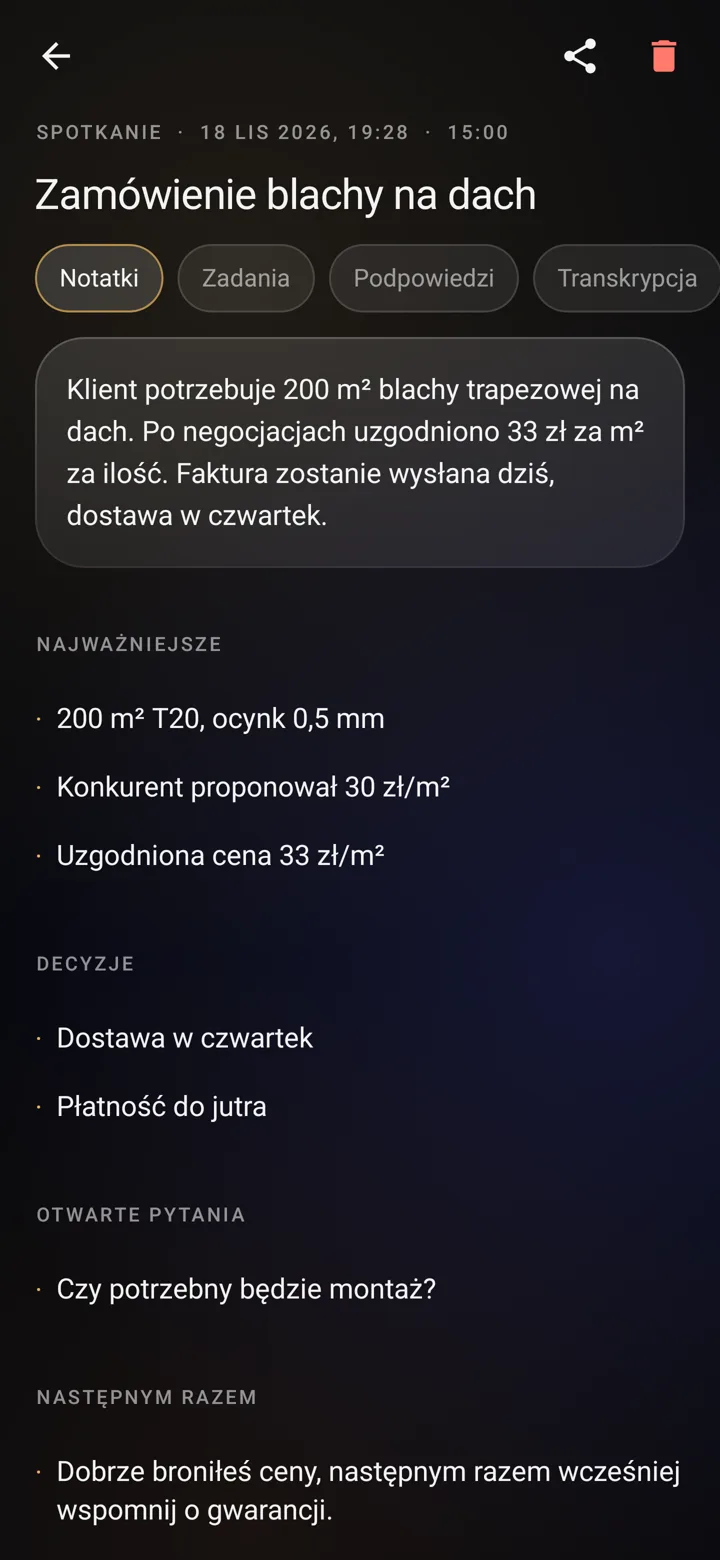 SPOTKANIE · 18 LIS 2026, 19:28 · 15:00
Zamówienie blachy na dach
Notatki
Zadania
Podpowiedzi
Transkrypcja
Klient potrzebuje 200 m² blachy trapezowej na
dach. Po negocjacjach uzgodniono 33 zł za m²
za ilość. Faktura zostanie wysłana dziś,
dostawa w czwartek.
NAJWAŻNIEJSZE
· 200 m² T20, ocynk 0,5 mm
· Konkurent proponował 30 zł/m²
· Uzgodniona cena 33 zł/m²
DECYZJE
· Dostawa w czwartek
· Płatność do jutra
OTWARTE PYTANIA
· Czy potrzebny będzie montaż?
NASTĘPNYM RAZEM
· Dobrze broniłeś ceny, następnym razem wcześniej
wspomnij o gwarancji.